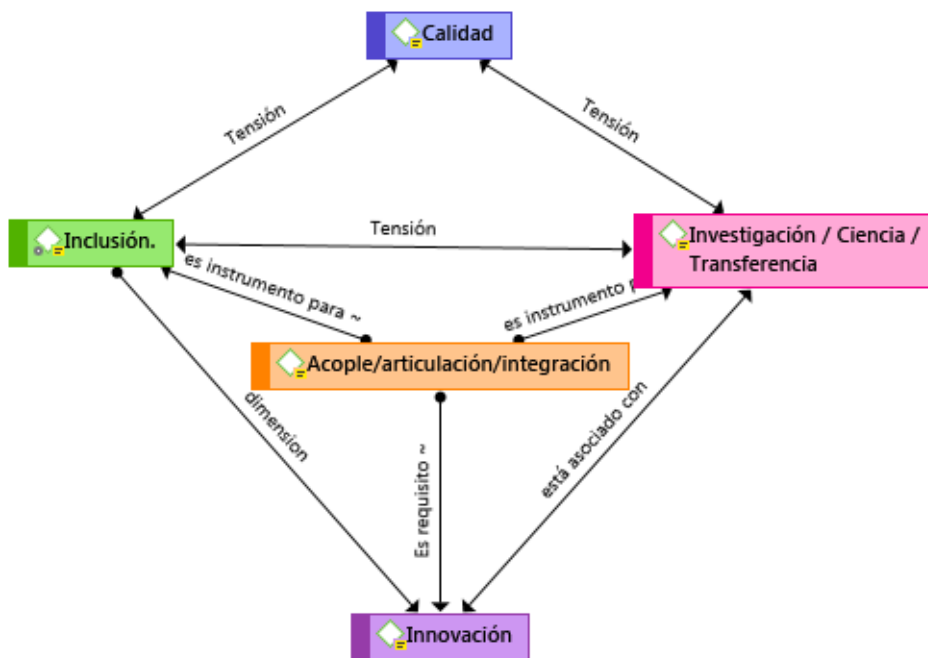 Calidad
Tensión
Tensión
Inclusión.
Tensión
Investigación / Ciencia /
Transferencia
es instrumento para ~
es instrumento
Acople/articulación/integración
dimension
Es requisito ~
está asociado con
Innovación